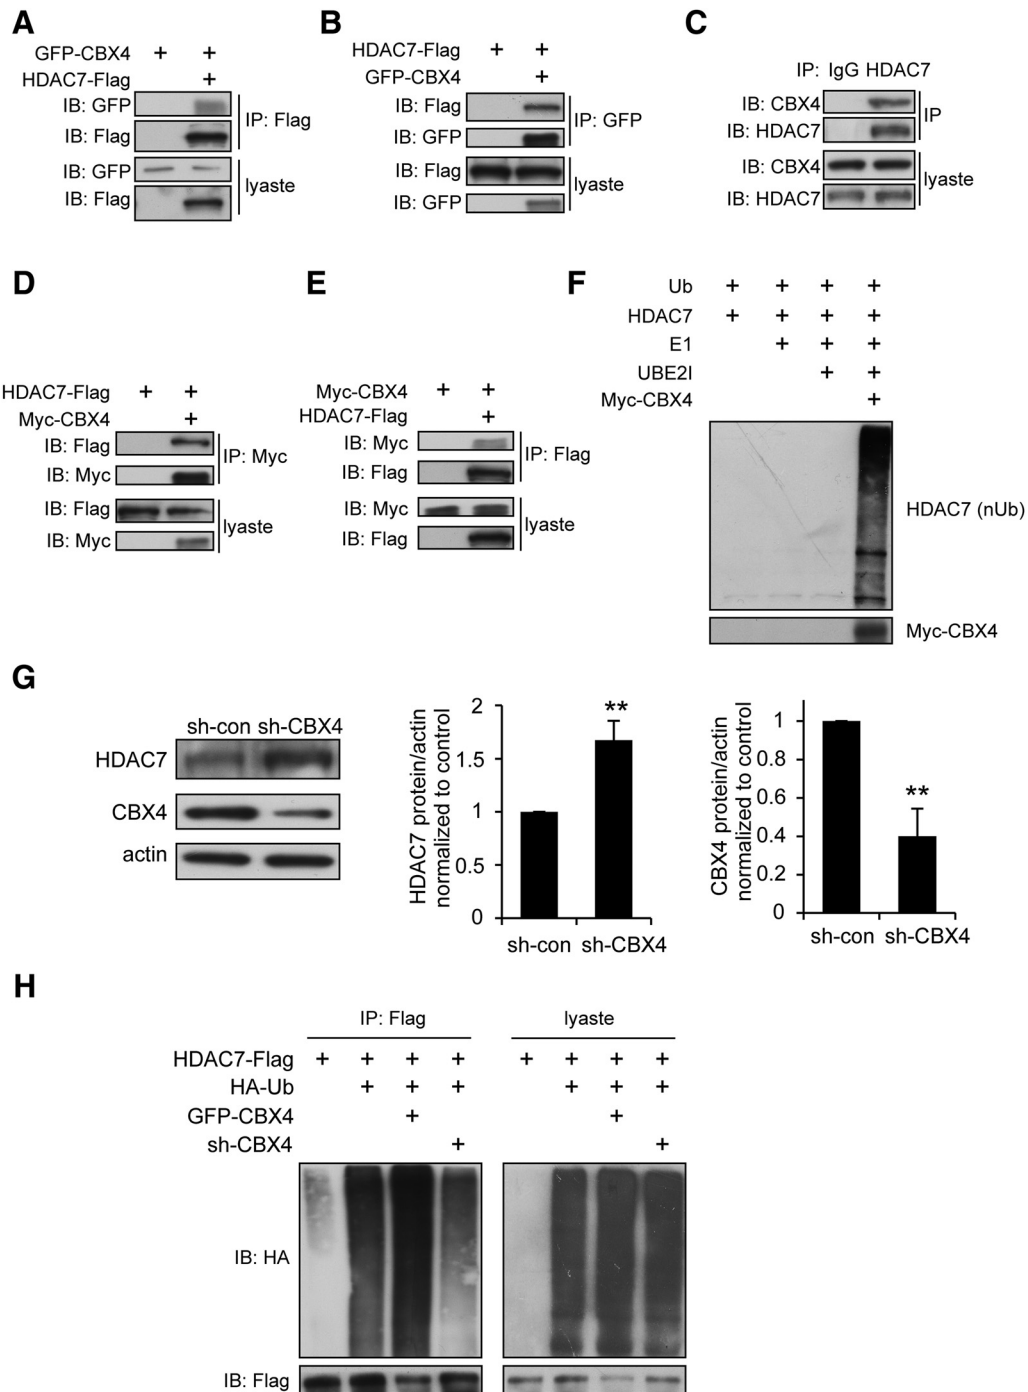 A
GFP-CBX4 + +
HDAC7-Flag +
IB: GFP
IB: Flag
IP: Flag
IB: GFP
IB: Flag
lyaste
B
HDAC7-Flag + +
GFP-CBX4 +
IB: Flag
IB: GFP
IP: GFP
IB: Flag
IB: GFP
lyaste
C
IP: IgG HDAC7
IB: CBX4
IB: HDAC7
IP
IB: CBX4
IB: HDAC7
lyaste
D
HDAC7-Flag + +
Myc-CBX4 +
IB: Flag
IB: Myc
IP: Myc
IB: Flag
IB: Myc
lyaste
E
Myc-CBX4 + +
HDAC7-Flag +
IB: Myc
IB: Flag
IP: Flag
IB: Myc
IB: Flag
lyaste
F
Ub + + + +
HDAC7 + + + +
E1 + + +
UBE2I + +
Myc-CBX4 +
HDAC7 (nUb)
Myc-CBX4
G
sh-con sh-CBX4
HDAC7
CBX4
actin
HDAC7 protein/actin
normalized to control
2
1.5
1
0.5
0
**
sh-con sh-CBX4
CBX4 protein/actin
normalized to control
1
0.8
0.6
0.4
0.2
0
**
sh-con sh-CBX4
H
IP: Flag lyaste
HDAC7-Flag + + + + + + + +
HA-Ub + + + + + +
GFP-CBX4 + +
sh-CBX4 + +
IB: HA
IB: Flag